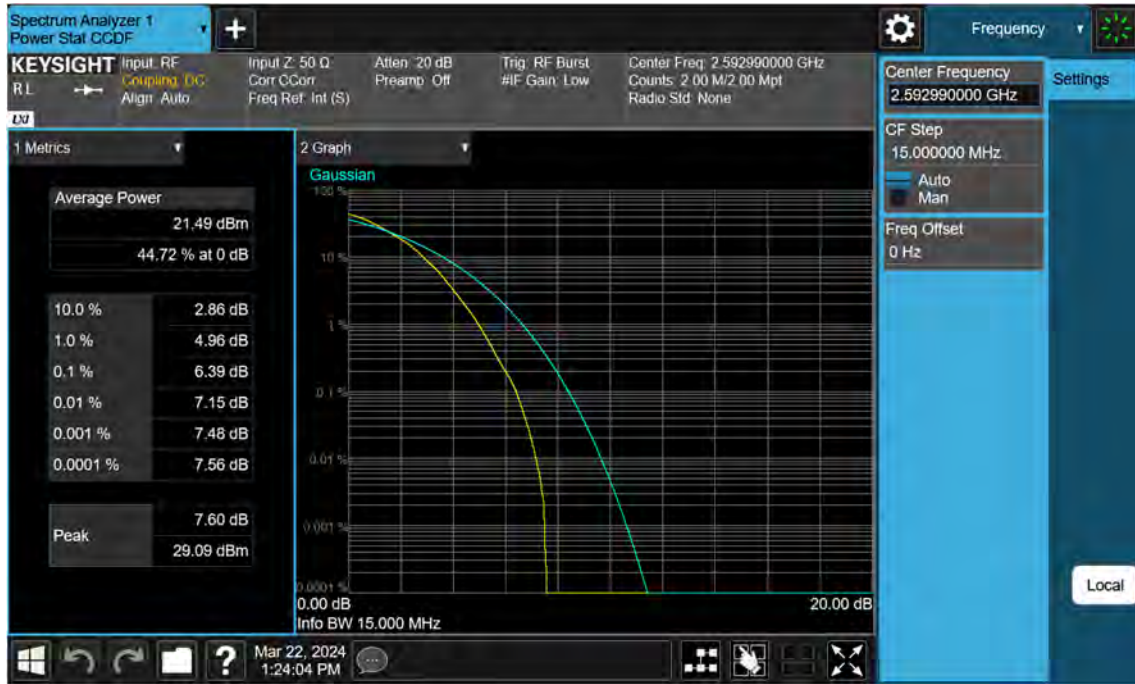 Spectrum Analyzer 1
Power Stat CCDF
+
Frequency
KEYSIGHT
RL
LXI
Input: RF
Coupling: DC
Align: Auto
Input Z: 50 Ω
Corr CCorr
Freq Ref: Int (S)
Atten: 20 dB
Preamp: Off
Trig: RF Burst
#IF Gain: Low
Center Freq: 2.592990000 GHz
Counts: 2.00 M/2.00 Mpt
Radio Std: None
Center Frequency
2.592990000 GHz
Settings
CF Step
15.000000 MHz
Auto
Man
Freq Offset
0 Hz
1 Metrics
Average Power
21.49 dBm
44.72 % at 0 dB
10.0 % 2.86 dB
1.0 % 4.96 dB
0.1 % 6.39 dB
0.01 % 7.15 dB
0.001 % 7.48 dB
0.0001 % 7.56 dB
Peak
7.60 dB
29.09 dBm
2 Graph
Gaussian
100 %
10 %
1 %
0.1 %
0.01 %
0.001 %
0.0001 %
0.00 dB 20.00 dB
Info BW 15.000 MHz
Local
?
Mar 22, 2024
1:24:04 PM